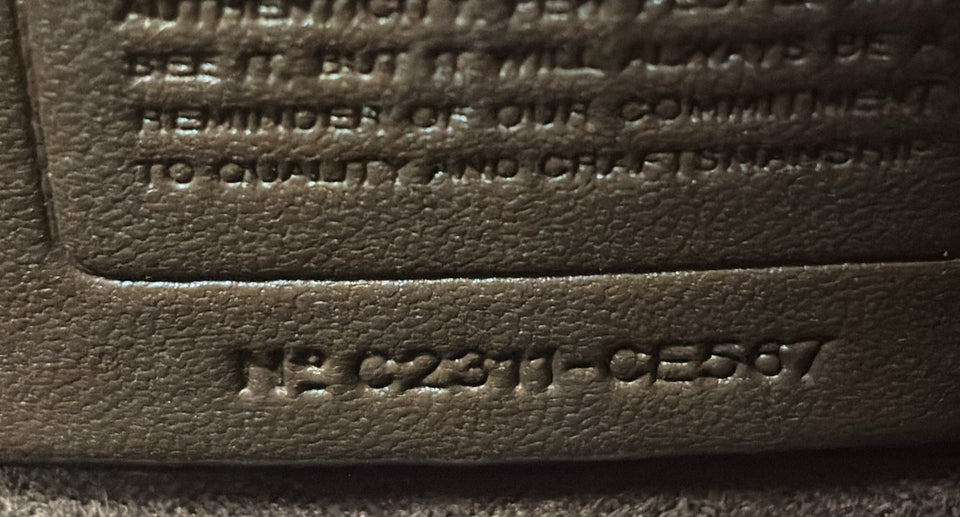 SEE IT. BUT IT WILL ALWAYS BE A
REMINDER OF OUR COMMITMENT
TO QUALITY AND CRAFTSMANSHIP
Nº C2311-CE587